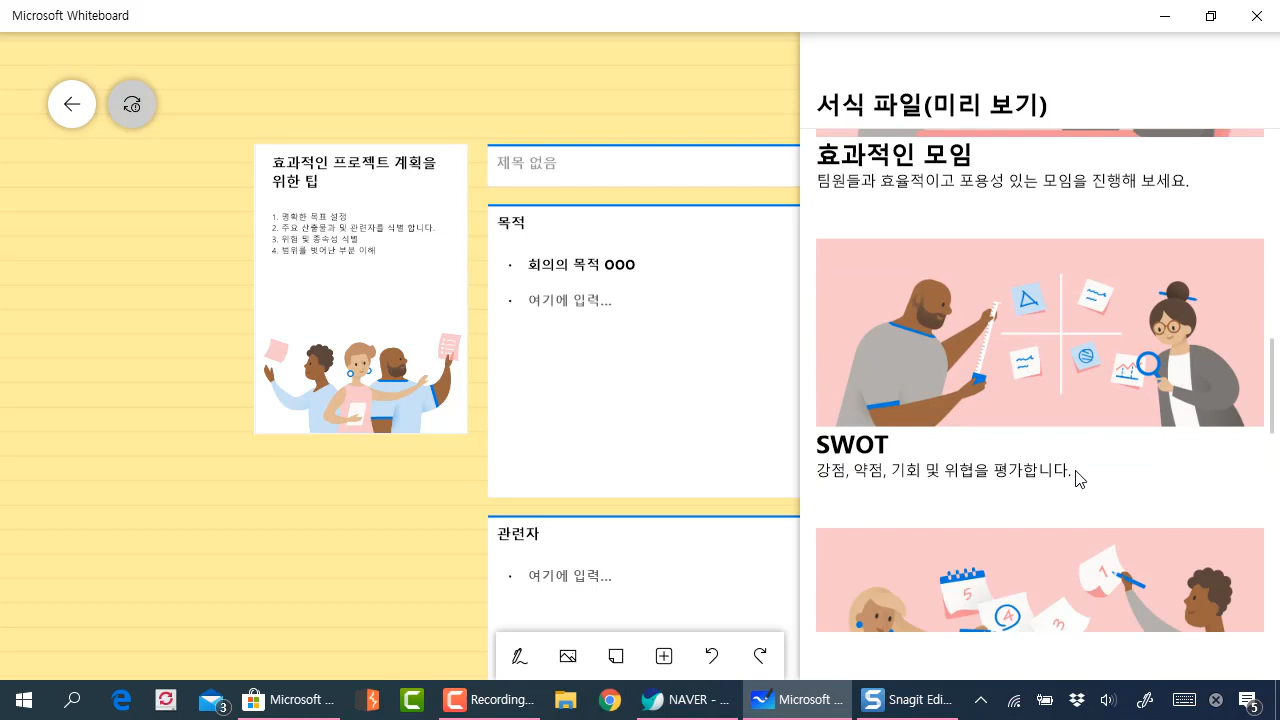 Microsoft Whiteboard
서식 파일(미리 보기)
효과적인 모임
팀원들과 효율적이고 포용성 있는 모임을 진행해 보세요.
효과적인 프로젝트 계획을
위한 팁
1. 명확한 목표 설정
2. 주요 산출물과 및 관련자를 식별 합니다.
3. 위험 및 종속성 식별
4. 범위를 벗어난 부분 이해
제목 없음
목적
· 회의의 목적 OOO
· 여기에 입력...
관련자
· 여기에 입력...
SWOT
강점, 약점, 기회 및 위협을 평가합니다.
5
4
3
1
3
Microsoft ...
Recording...
NAVER - ...
Microsoft ...
Snagit Edi...
5